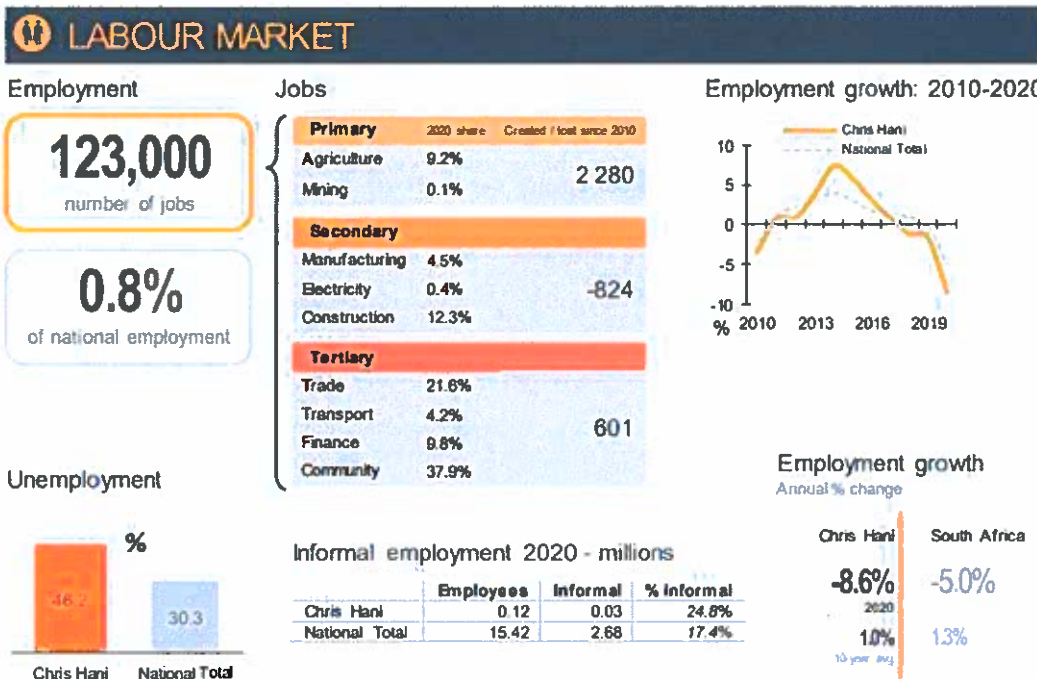 LABOUR MARKET
Employment
123,000
number of jobs
0.8%
of national employment
Jobs
Primary 2020 share Created / lost since 2010
Agriculture 9.2%
Mining 0.1%
2 280
Secondary
Manufacturing 4.5%
Electricity 0.4%
Construction 12.3%
-824
Tertiary
Trade 21.6%
Transport 4.2%
Finance 9.8%
Community 37.9%
601
Employment growth: 2010-2020
Chris Hani
National Total
10
5
0
-5
-10
% 2010 2013 2016 2019
Unemployment
%
46.2
30.3
Chris Hani National Total
Informal employment 2020 - millions
Employees Informal % Informal
Chris Hani 0.12 0.03 24.8%
National Total 15.42 2.68 17.4%
Employment growth
Annual % change
Chris Hani South Africa
-8.6% -5.0%
2020
1.0% 1.3%
10 year avg